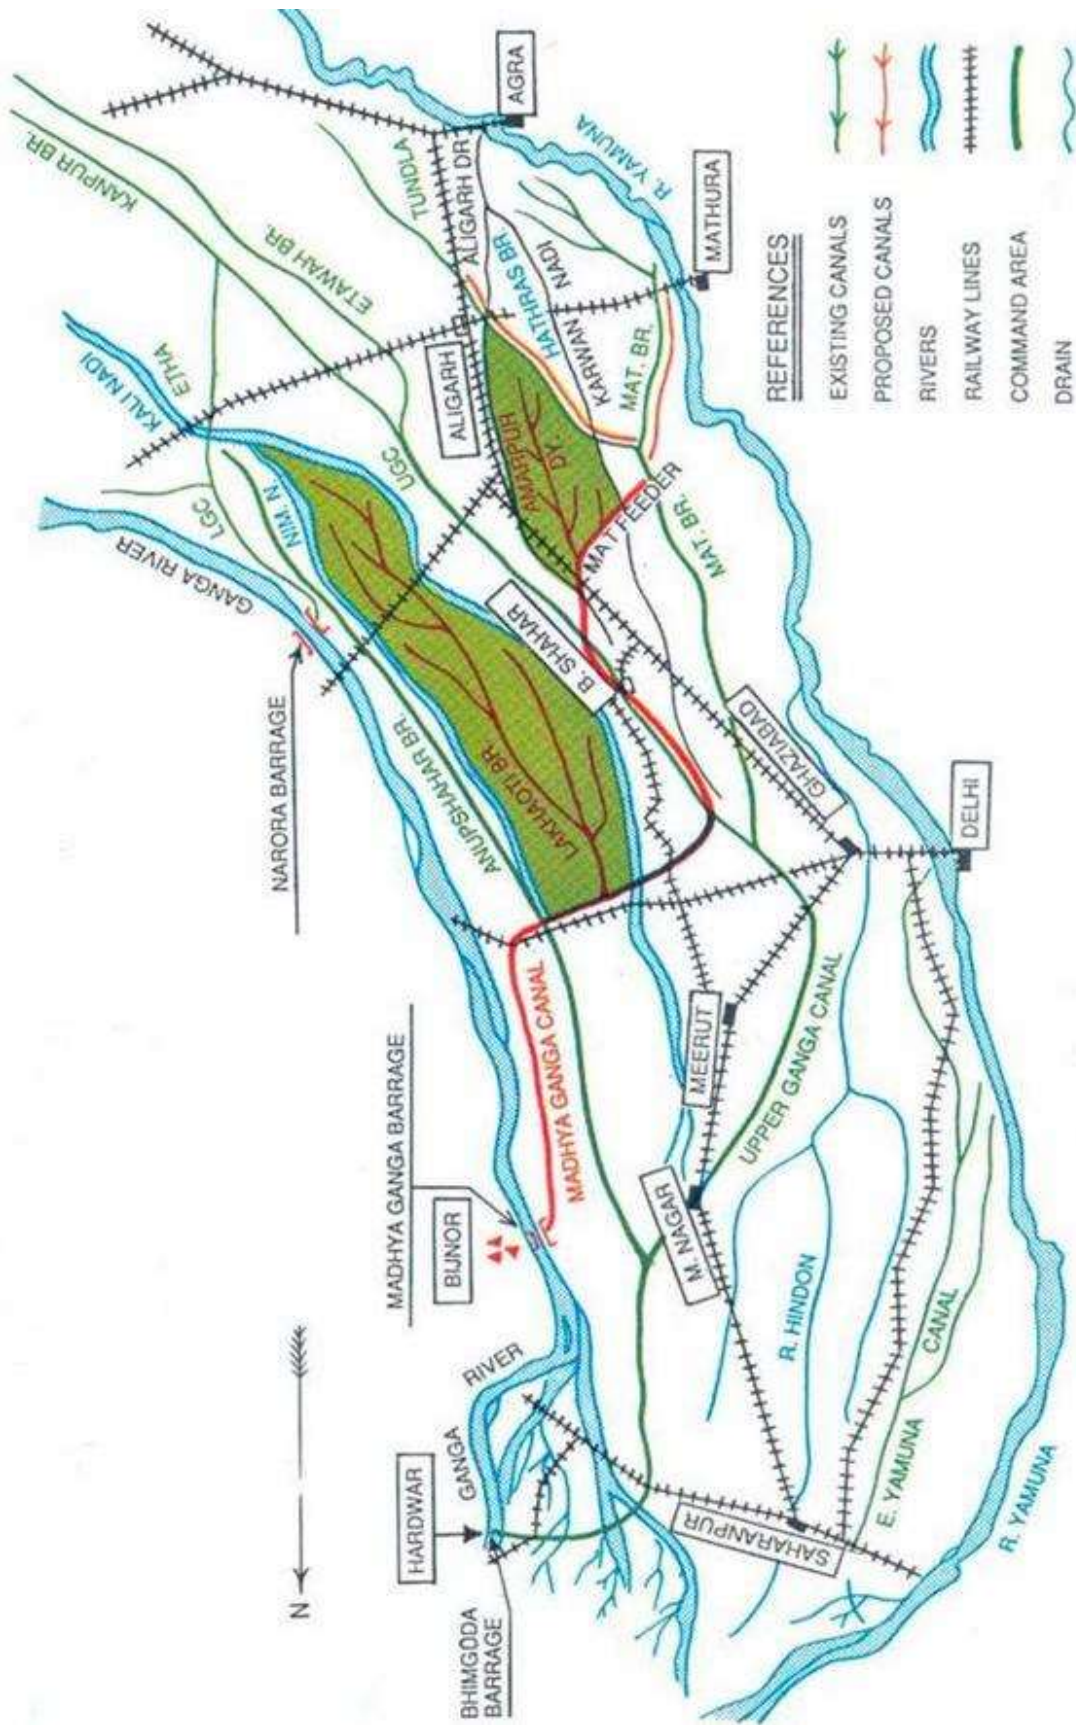 N
HARDWAR
BHIMGODA
BARRAGE
GANGA
RIVER
BIJNOR
MADHYA GANGA BARRAGE
NARORA BARRAGE
GANGA RIVER
LGC
NIM. N.
KALI NADI
ETHA
KANPUR BR.
ETAWAH BR.
UGC
ANUPSHAHAR BR.
LAKHAOTI BR.
MADHYA GANGA CANAL
B. SHAHAR
ALIGARH
TUNDLA
ALIGARH DR
HATHRAS BR.
KARWAN
NADI
AMARPUR
DY.
MAT FEEDER
MAT. BR.
MAT. BR.
AGRA
R. YAMUNA
MATHURA
GHAZIABAD
DELHI
MEERUT
UPPER GANGA CANAL
M. NAGAR
R. HINDON
SAHARANPUR
E. YAMUNA
CANAL
R. YAMUNA
REFERENCES
EXISTING CANALS
PROPOSED CANALS
RIVERS
RAILWAY LINES
COMMAND AREA
DRAIN